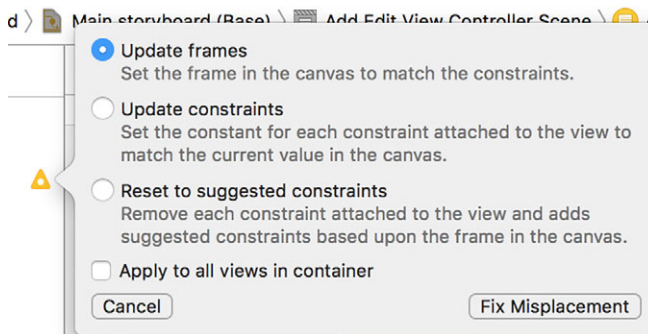 d 〉 Main storyboard (Base) 〉 Add Edit View Controller Scene 〉
Update frames
Set the frame in the canvas to match the constraints.
Update constraints
Set the constant for each constraint attached to the view to
match the current value in the canvas.
Reset to suggested constraints
Remove each constraint attached to the view and adds
suggested constraints based upon the frame in the canvas.
Apply to all views in container
Cancel
Fix Misplacement